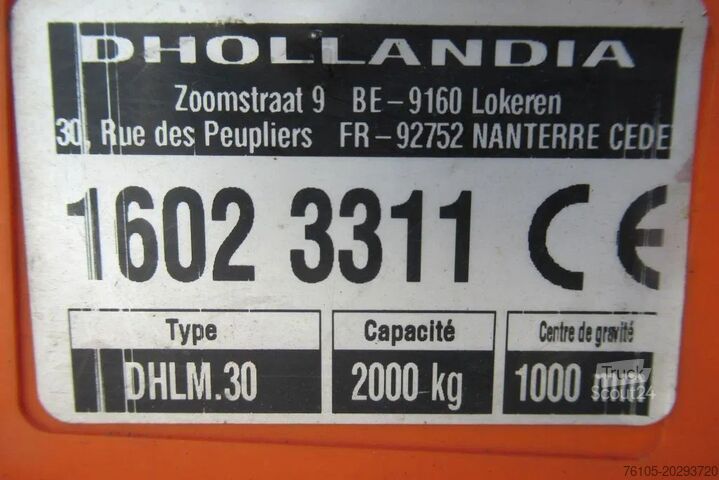 DHOLLANDIA
Zoomstraat 9 BE-9160 Lokeren
30, Rue des Peupliers FR-92752 NANTERRE CEDE
1602 3311 CE
Type Capacité Centre de gravité
DHLM.30 2000 kg 1000
Truck
Scout24
76105-20293720